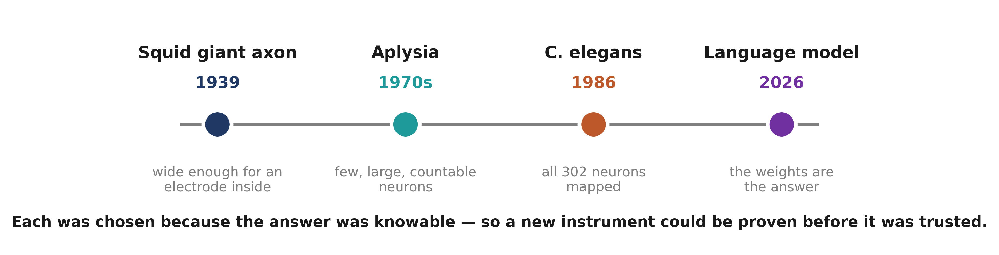 Squid giant axon
Aplysia
C. elegans
Language model
1939
1970s
1986
2026
wide enough for an
electrode inside
few, large, countable
neurons
all 302 neurons
mapped
the weights are
the answer
Each was chosen because the answer was knowable — so a new instrument could be proven before it was trusted.